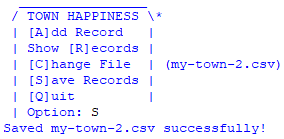 / TOWN HAPPINESS \*
| [A]dd Record |
| Show [R]ecords |
| [C]hange File | (my-town-2.csv)
| [S]ave Records |
| [Q]uit |
| Option: S
Saved my-town-2.csv successfully!